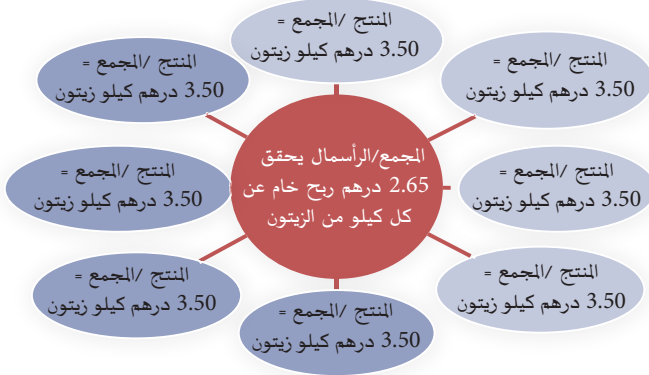 المنتج /المجمع =
3.50 درهم كيلو زيتون
المنتج /المجمع =
3.50 درهم كيلو زيتون
المنتج /المجمع =
3.50 درهم كيلو زيتون
المجمع/الرأسمال يحقق
2.65 درهم ربح خام عن
كل كيلو من الزيتون
المنتج /المجمع =
3.50 درهم كيلو زيتون
المنتج /المجمع =
3.50 درهم كيلو زيتون
المنتج /المجمع =
3.50 درهم كيلو زيتون
المنتج /المجمع =
3.50 درهم كيلو زيتون
المنتج /المجمع =
3.50 درهم كيلو زيتون